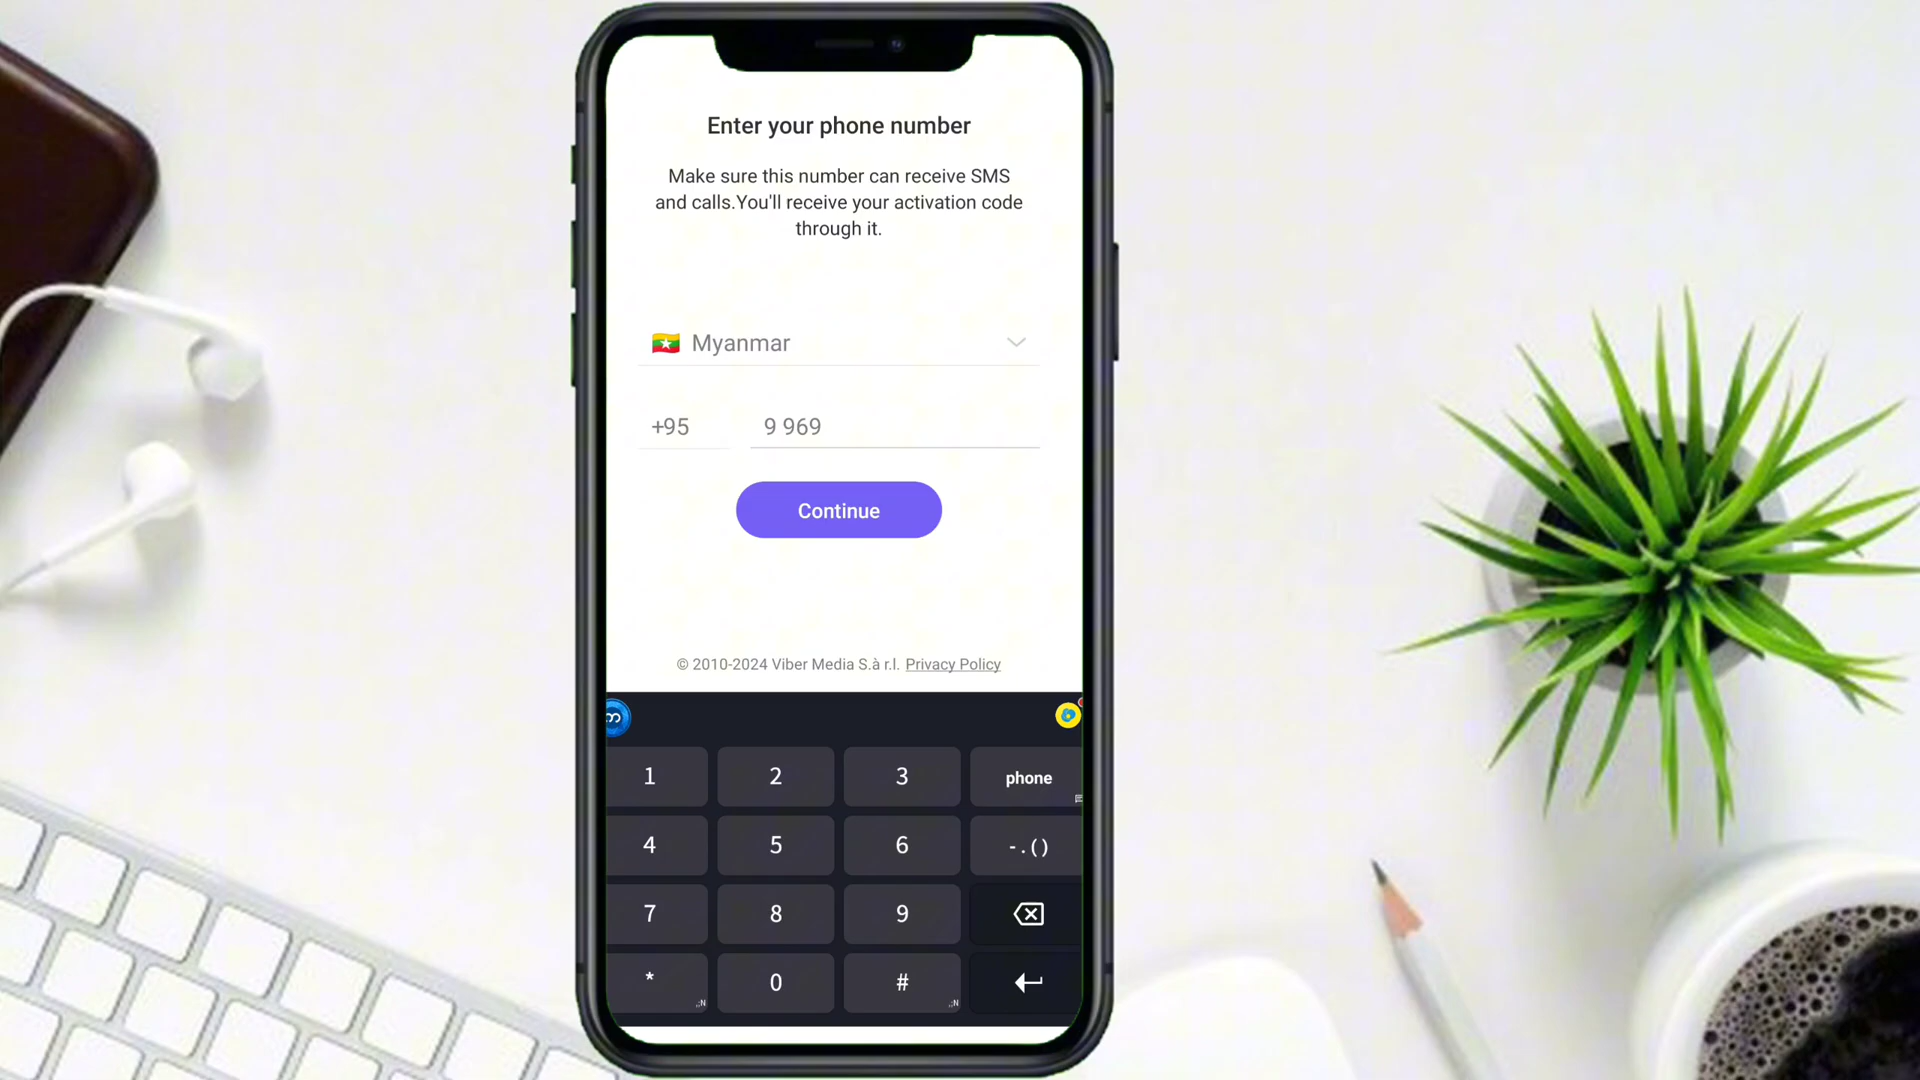 Enter your phone number
Make sure this number can receive SMS
and calls.You'll receive your activation code
through it.
Myanmar
+95 9 969
Continue
© 2010-2024 Viber Media S.à r.l. Privacy Policy
1 2 3 phone
4 5 6 - . ( )
7 8 9
* 0 #